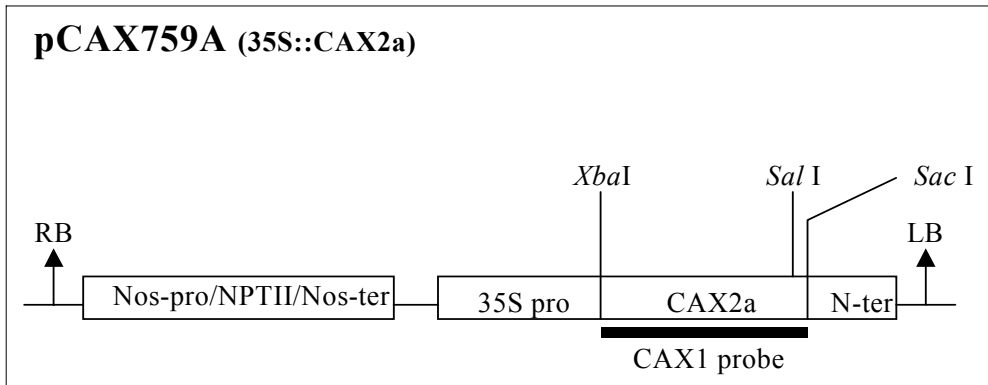 pCAX759A (35S::CAX2a)
XbaI Sal I Sac I
RB LB
Nos-pro/NPTII/Nos-ter 35S pro CAX2a N-ter
CAX1 probe